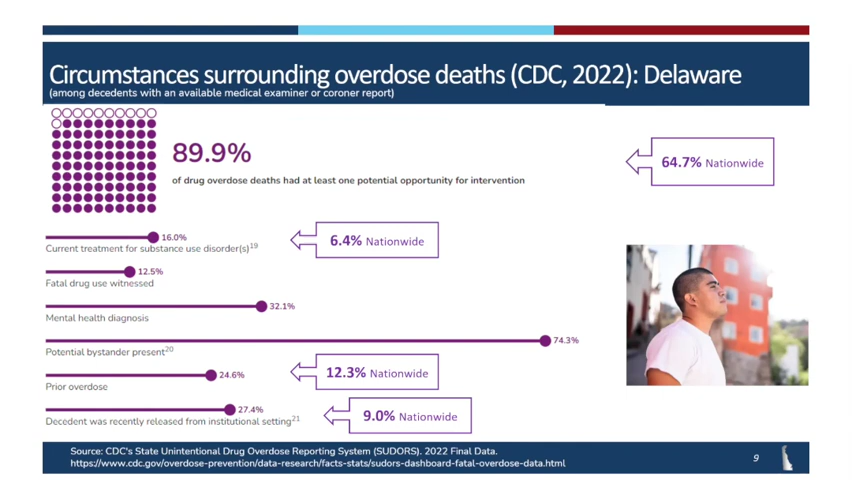 Circumstances surrounding overdose deaths (CDC, 2022): Delaware
(among decedents with an available medical examiner or coroner report)
89.9%
of drug overdose deaths had at least one potential opportunity for intervention
64.7% Nationwide
16.0%
Current treatment for substance use disorder(s)19
6.4% Nationwide
12.5%
Fatal drug use witnessed
32.1%
Mental health diagnosis
74.3%
Potential bystander present20
24.6%
Prior overdose
12.3% Nationwide
27.4%
Decedent was recently released from institutional setting21
9.0% Nationwide
Source: CDC's State Unintentional Drug Overdose Reporting System (SUDORS). 2022 Final Data.
https://www.cdc.gov/overdose-prevention/data-research/facts-stats/sudors-dashboard-fatal-overdose-data.html
9